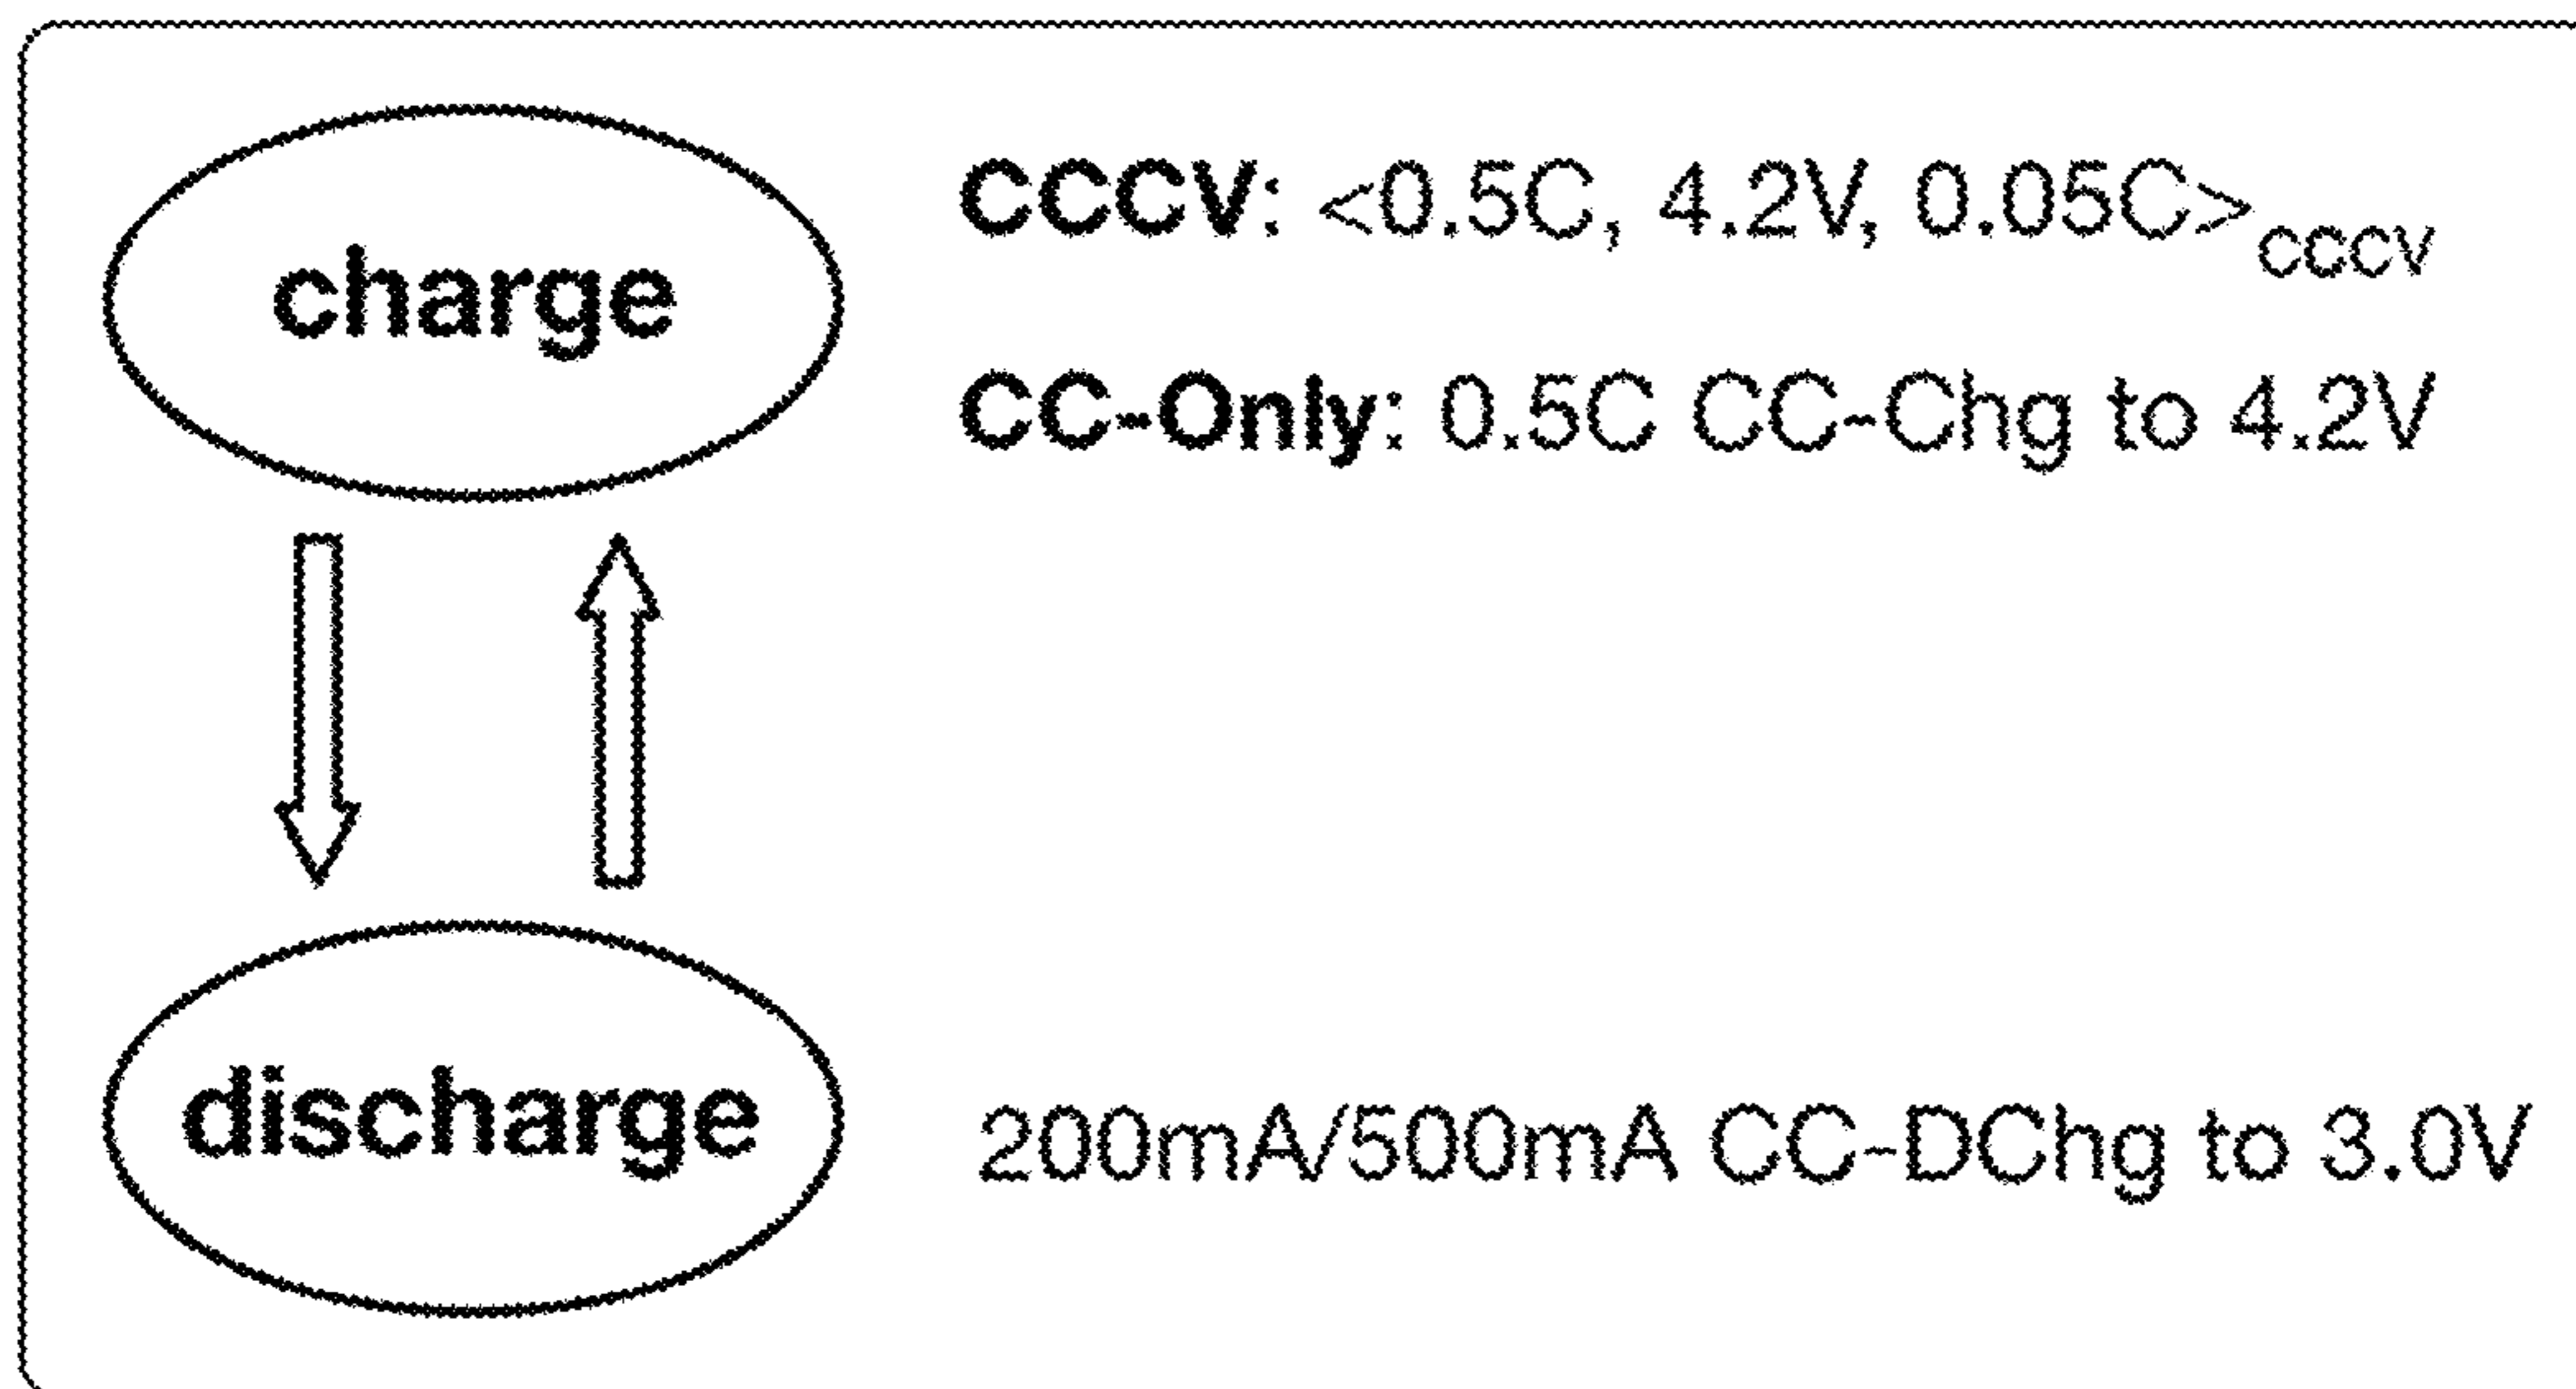 charge
CCCV: <0.5C, 4.2V, 0.05C>CCCV
CC-Only: 0.5C CC-Chg to 4.2V
discharge
200mA/500mA CC-DChg to 3.0V